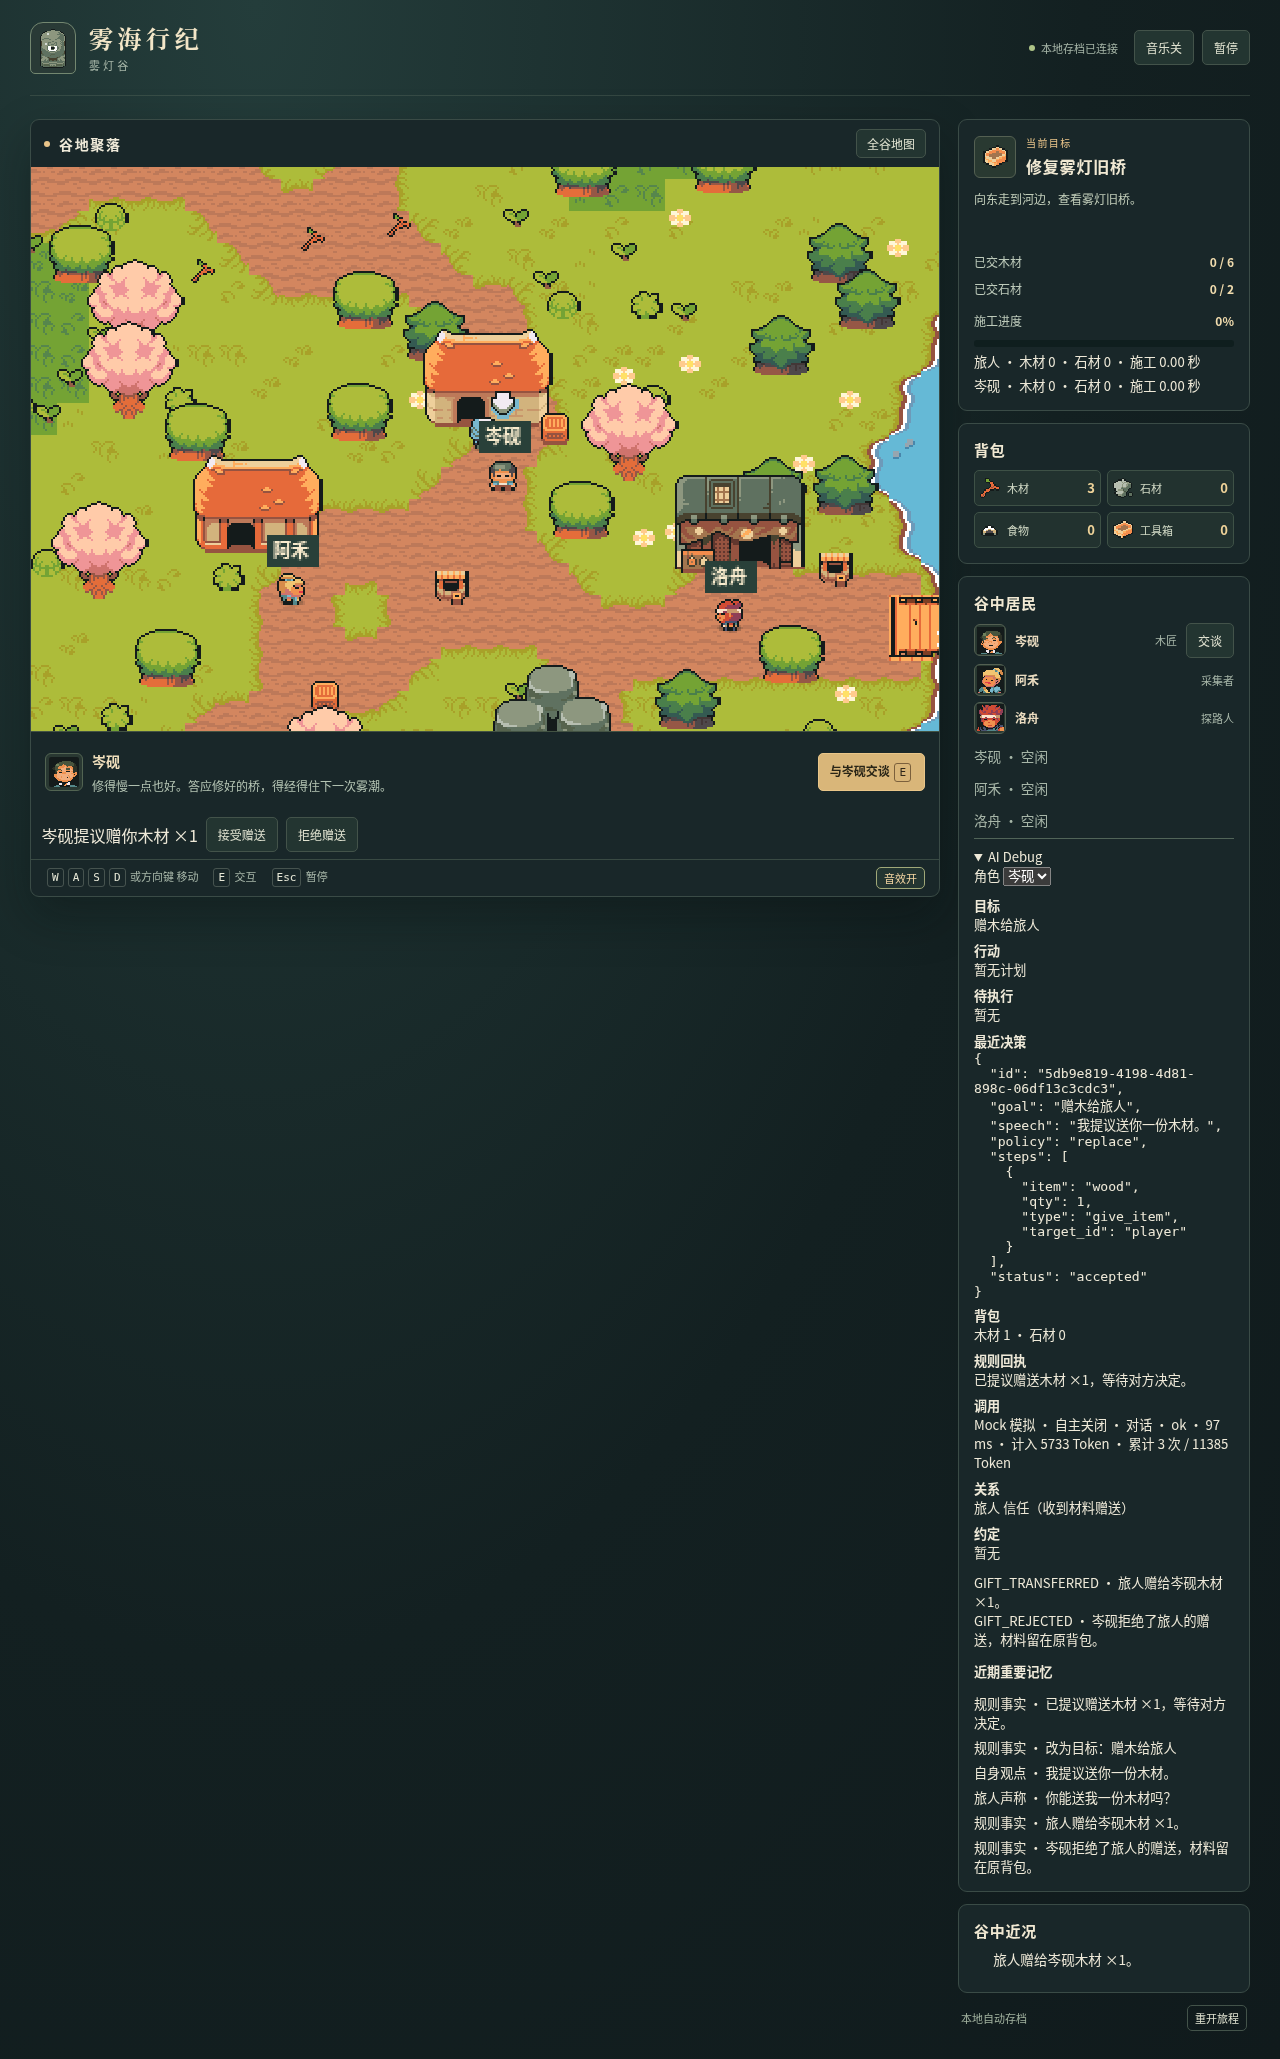 雾海行纪
雾灯谷
本地存档已连接
音乐关
暂停
谷地聚落
全谷地图
岑砚
阿禾
洛舟
岑砚
修得慢一点也好。答应修好的桥，得经得住下一次雾潮。
与岑砚交谈 E
岑砚提议赠你木材 ×1
接受赠送
拒绝赠送
W A S D 或方向键 移动 E 交互 Esc 暂停
音效开
当前目标
修复雾灯旧桥
向东走到河边，查看雾灯旧桥。
已交木材 0 / 6
已交石材 0 / 2
施工进度 0%
旅人 · 木材 0 · 石材 0 · 施工 0.00 秒
岑砚 · 木材 0 · 石材 0 · 施工 0.00 秒
背包
木材 3 石材 0
食物 0 工具箱 0
谷中居民
岑砚 木匠 交谈
阿禾 采集者
洛舟 探路人
岑砚 · 空闲
阿禾 · 空闲
洛舟 · 空闲
▼ AI Debug
角色 岑砚
目标
赠木给旅人
行动
暂无计划
待执行
暂无
最近决策
{
"id": "5db9e819-4198-4d81-
898c-06df13c3cdc3",
"goal": "赠木给旅人",
"speech": "我提议送你一份木材。",
"policy": "replace",
"steps": [
{
"item": "wood",
"qty": 1,
"type": "give_item",
"target_id": "player"
}
],
"status": "accepted"
}
背包
木材 1 · 石材 0
规则回执
已提议赠送木材 ×1，等待对方决定。
调用
Mock 模拟 · 自主关闭 · 对话 · ok · 97
ms · 计入 5733 Token · 累计 3 次 / 11385
Token
关系
旅人 信任（收到材料赠送）
约定
暂无
GIFT_TRANSFERRED · 旅人赠给岑砚木材
×1。
GIFT_REJECTED · 岑砚拒绝了旅人的赠
送，材料留在原背包。
近期重要记忆
规则事实 · 已提议赠送木材 ×1，等待对方
决定。
规则事实 · 改为目标：赠木给旅人
自身观点 · 我提议送你一份木材。
旅人声称 · 你能送我一份木材吗？
规则事实 · 旅人赠给岑砚木材 ×1。
规则事实 · 岑砚拒绝了旅人的赠送，材料留
在原背包。
谷中近况
旅人赠给岑砚木材 ×1。
本地自动存档
重开旅程